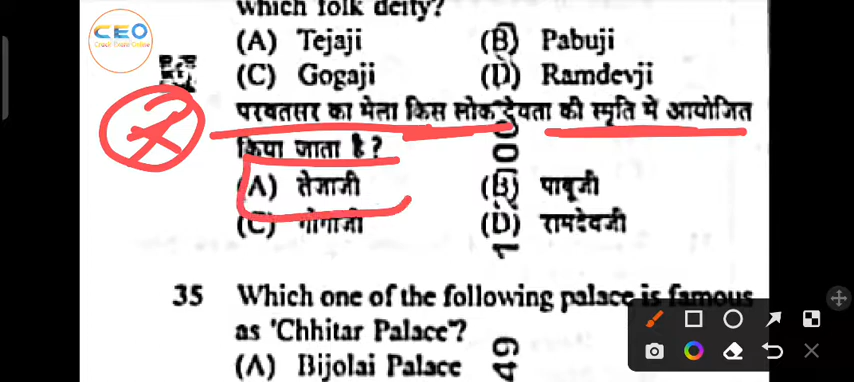 which folk deity?
CEO
(A) Tejaji (B) Pabuji
(C) Gogaji (D) Ramdevji
परबतसर का मेला किस लोक देवता की स्मृति में आयोजित
किया जाता है?
(A) तेजाजी (B) पाबूजी
(C) गोगाजी (D) रामदेवजी
35 Which one of the following palace is famous
as 'Chhitar Palace'?
(A) Bijolai Palace
49